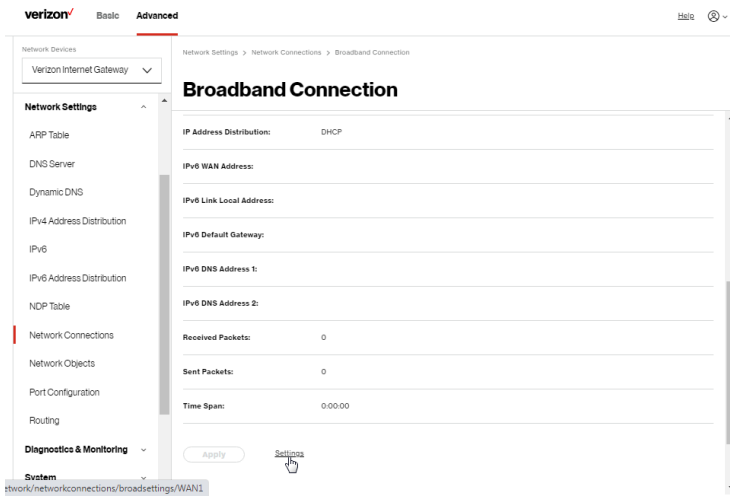 verizon✓ Basic Advanced Help
Network Devices
Verizon Internet Gateway
Network Settings
ARP Table
DNS Server
Dynamic DNS
IPv4 Address Distribution
IPv6
IPv6 Address Distribution
NDP Table
Network Connections
Network Objects
Port Configuration
Routing
Diagnostics & Monitoring
System
Network Settings > Network Connections > Broadband Connection
Broadband Connection
IP Address Distribution: DHCP
IPv6 WAN Address:
IPv6 Link Local Address:
IPv6 Default Gateway:
IPv6 DNS Address 1:
IPv6 DNS Address 2:
Received Packets: 0
Sent Packets: 0
Time Span: 0:00:00
Apply Settings
etwork/networkconnections/broadsettings/WAN1